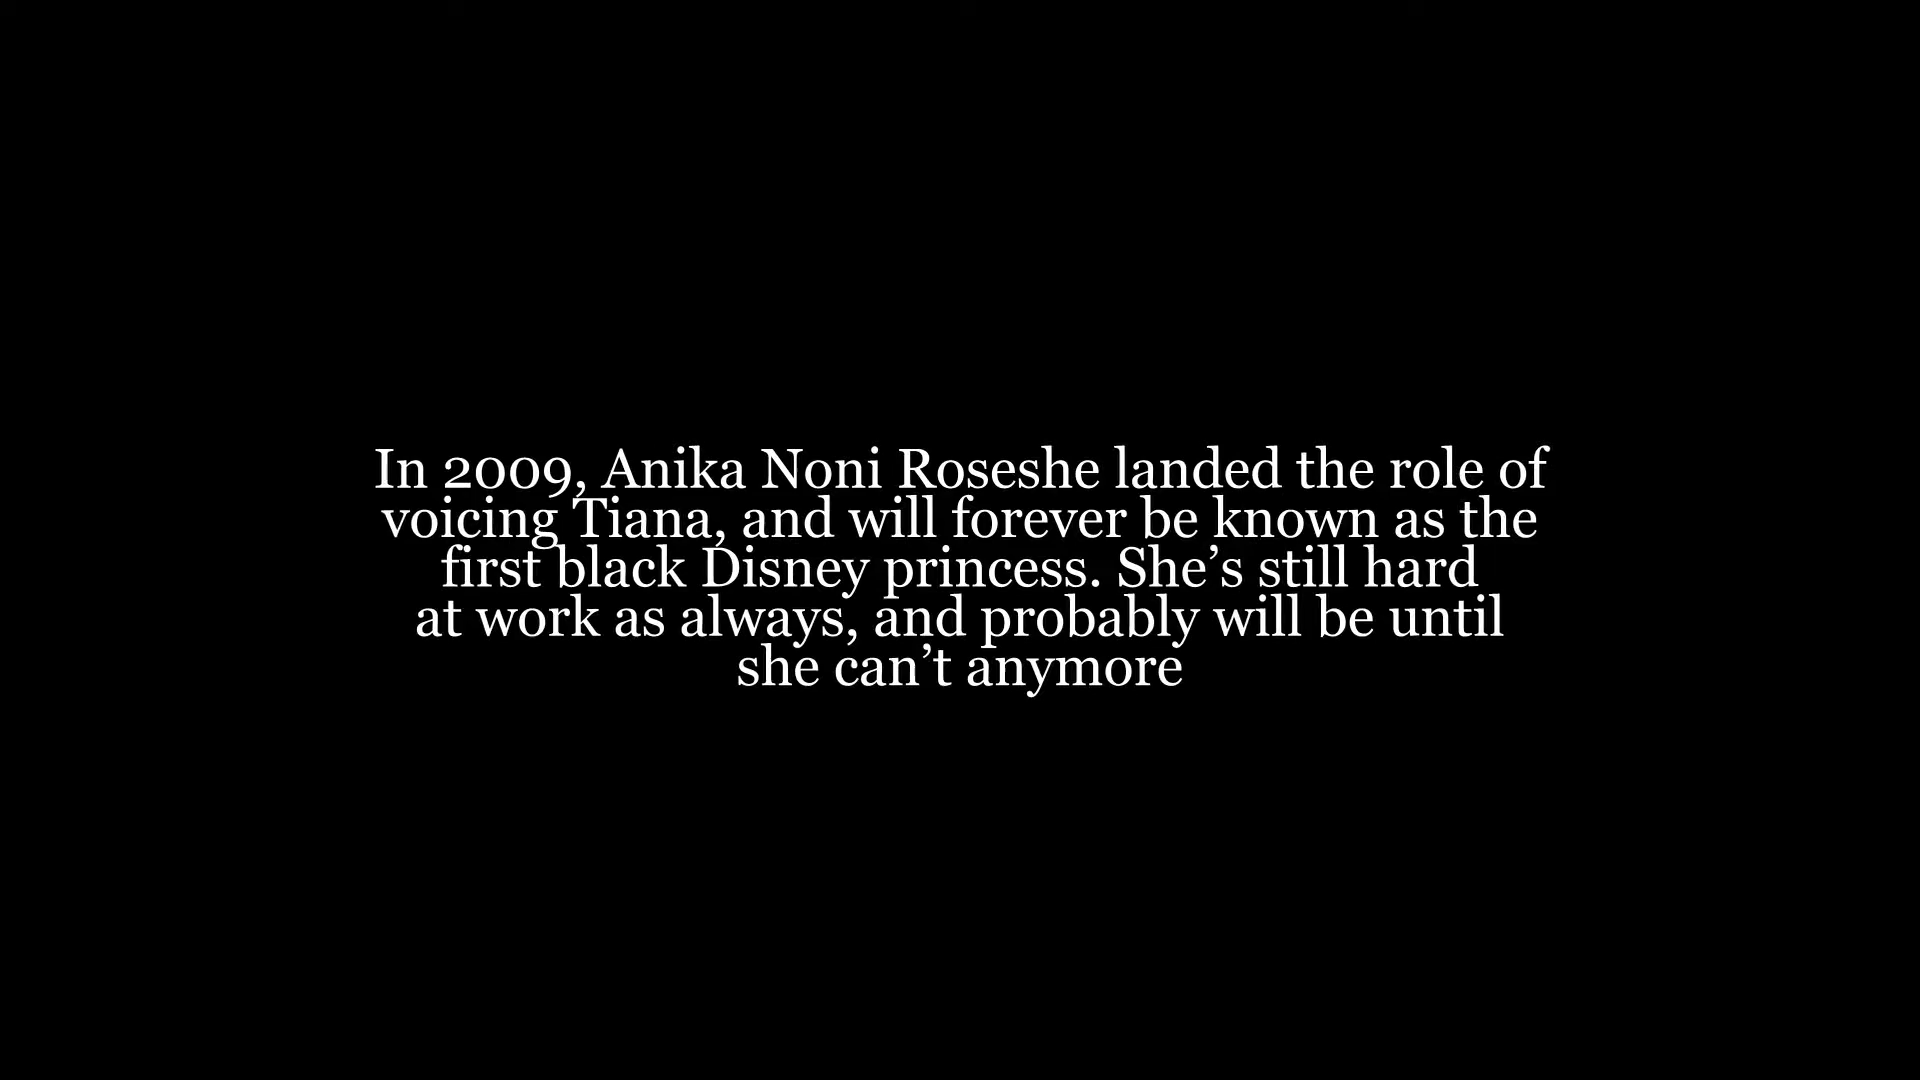 In 2009, Anika Noni Roseshe landed the role of
voicing Tiana, and will forever be known as the
first black Disney princess. She’s still hard
at work as always, and probably will be until
she can’t anymore